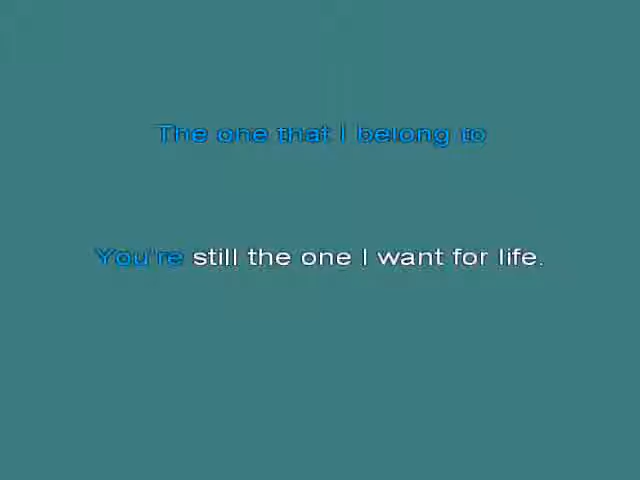 The one that I belong to
You're still the one I want for life.